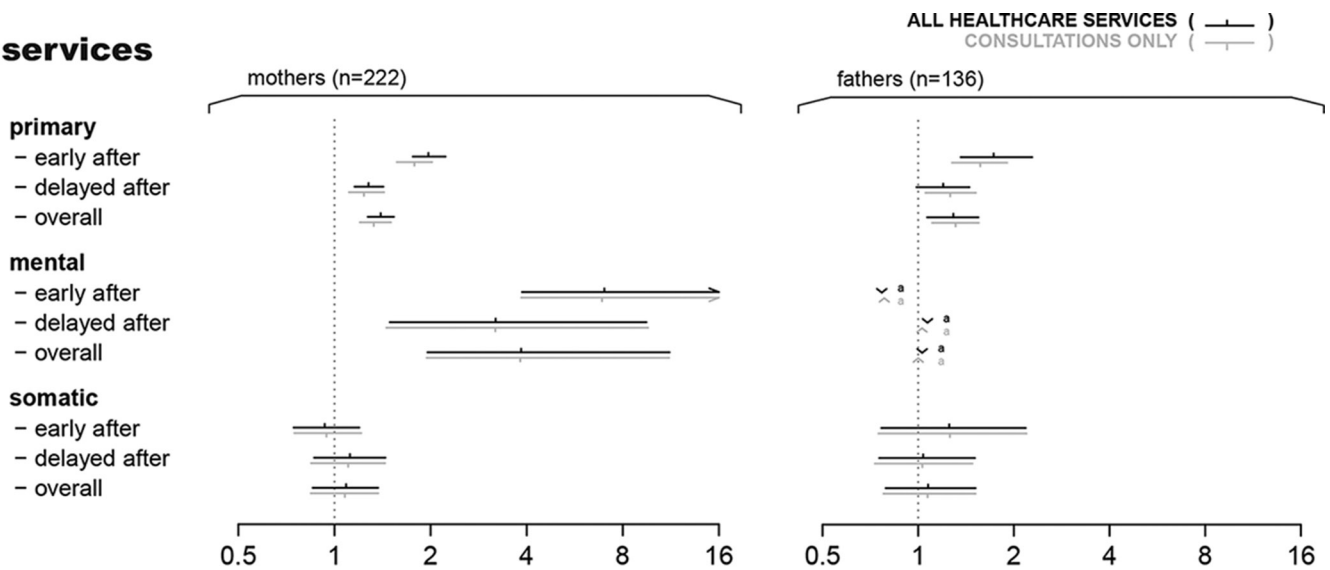 ALL HEALTHCARE SERVICES ( )
CONSULTATIONS ONLY ( )
services
mothers (n=222) fathers (n=136)
primary
− early after
− delayed after
− overall
mental
− early after a
a
− delayed after a
a
− overall a
a
somatic
− early after
− delayed after
− overall
0.5 1 2 4 8 16 0.5 1 2 4 8 16